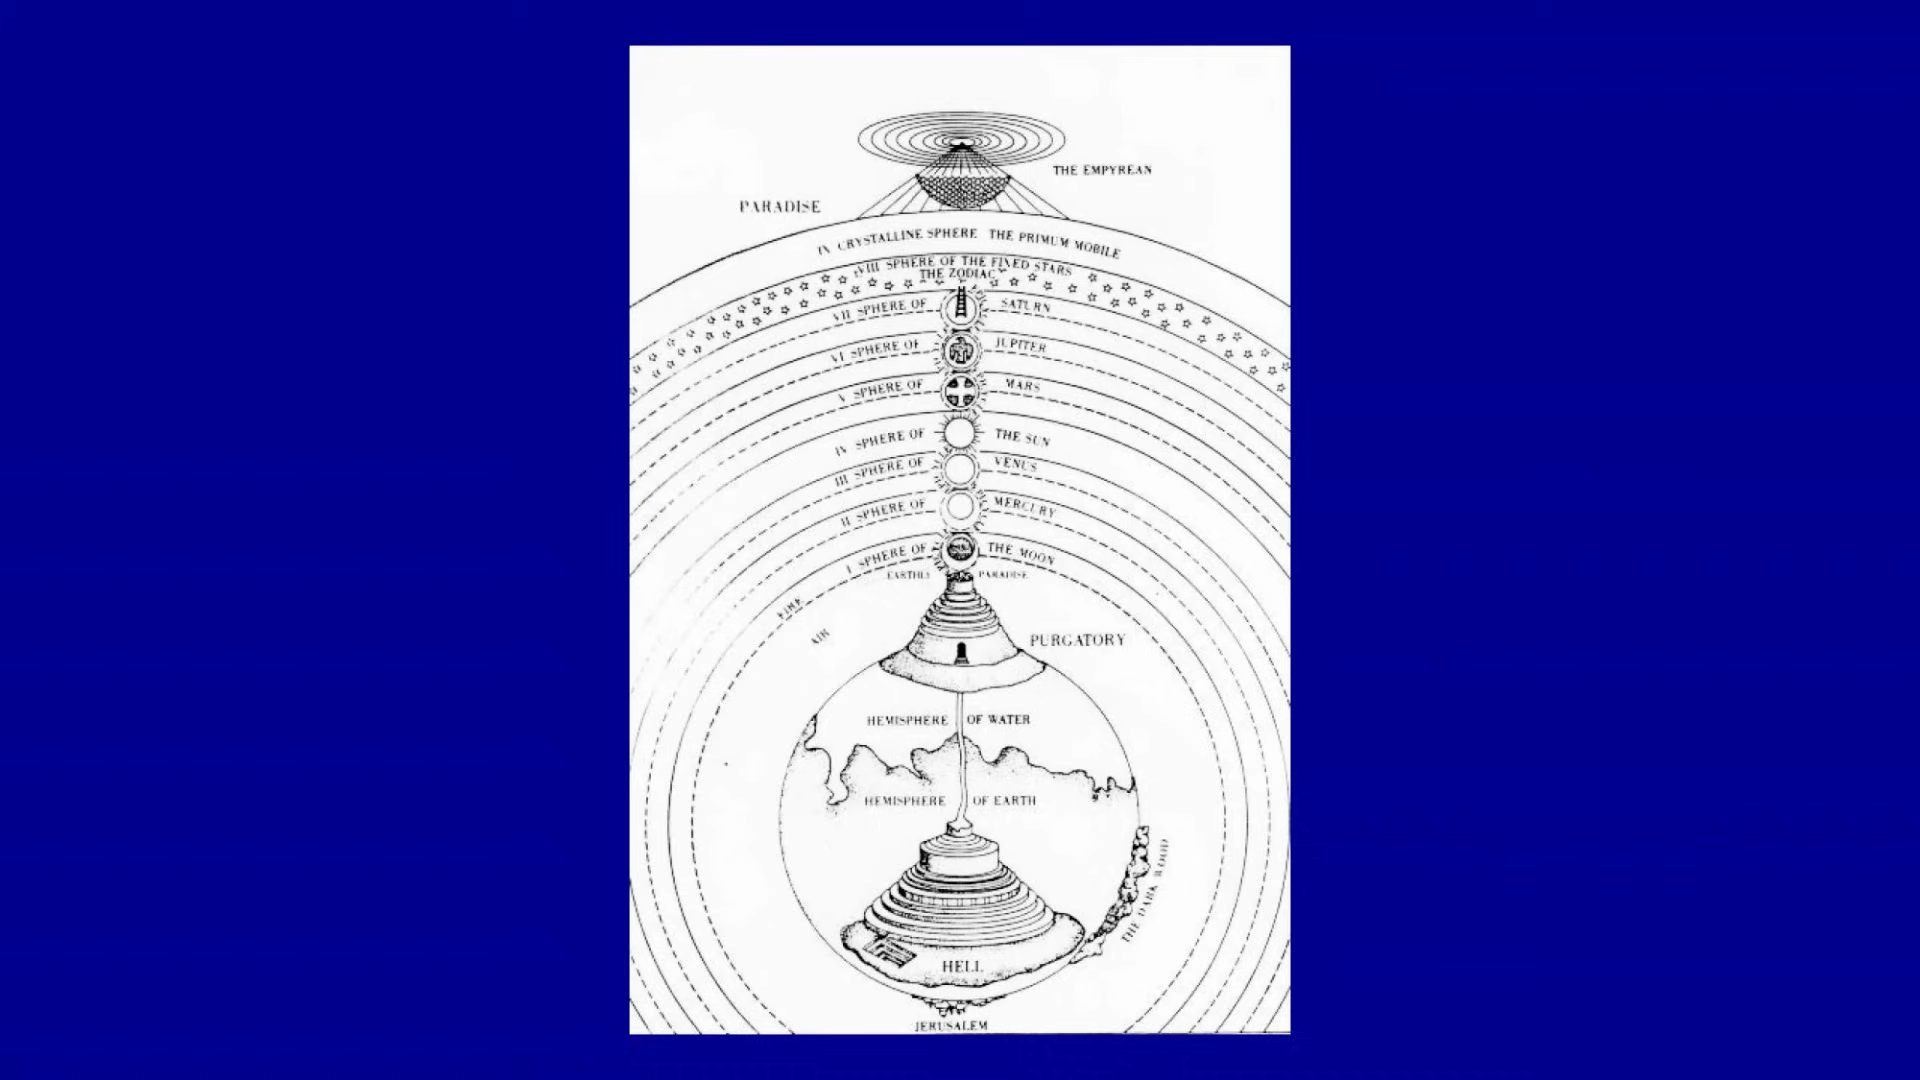 THE EMPYREAN
PARADISE
IX CRYSTALLINE SPHERE THE PRIMUM MOBILE
VIII SPHERE OF THE FIXED STARS
THE ZODIAC
VII SPHERE OF SATURN
VI SPHERE OF JUPITER
V SPHERE OF MARS
IV SPHERE OF THE SUN
III SPHERE OF VENUS
II SPHERE OF MERCURY
I SPHERE OF THE MOON
EARTHLY PARADISE
FIRE
AIR
PURGATORY
HEMISPHERE OF WATER
HEMISPHERE OF EARTH
THE DARK WOOD
HELL
JERUSALEM